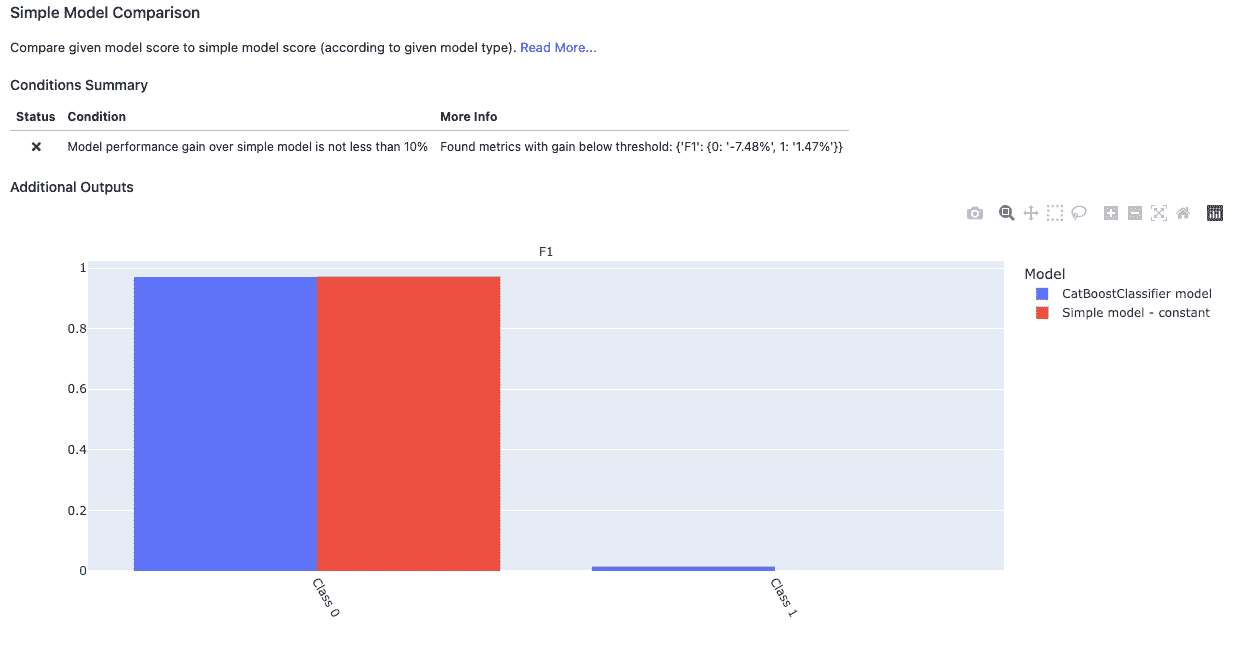 Simple Model Comparison
Compare given model score to simple model score (according to given model type). Read More...
Conditions Summary
Status Condition More Info
✕ Model performance gain over simple model is not less than 10% Found metrics with gain below threshold: {'F1': {0: '-7.48%', 1: '1.47%'}}
Additional Outputs
F1
Model
CatBoostClassifier model
Simple model - constant
1
0.8
0.6
0.4
0.2
0
Class 0
Class 1